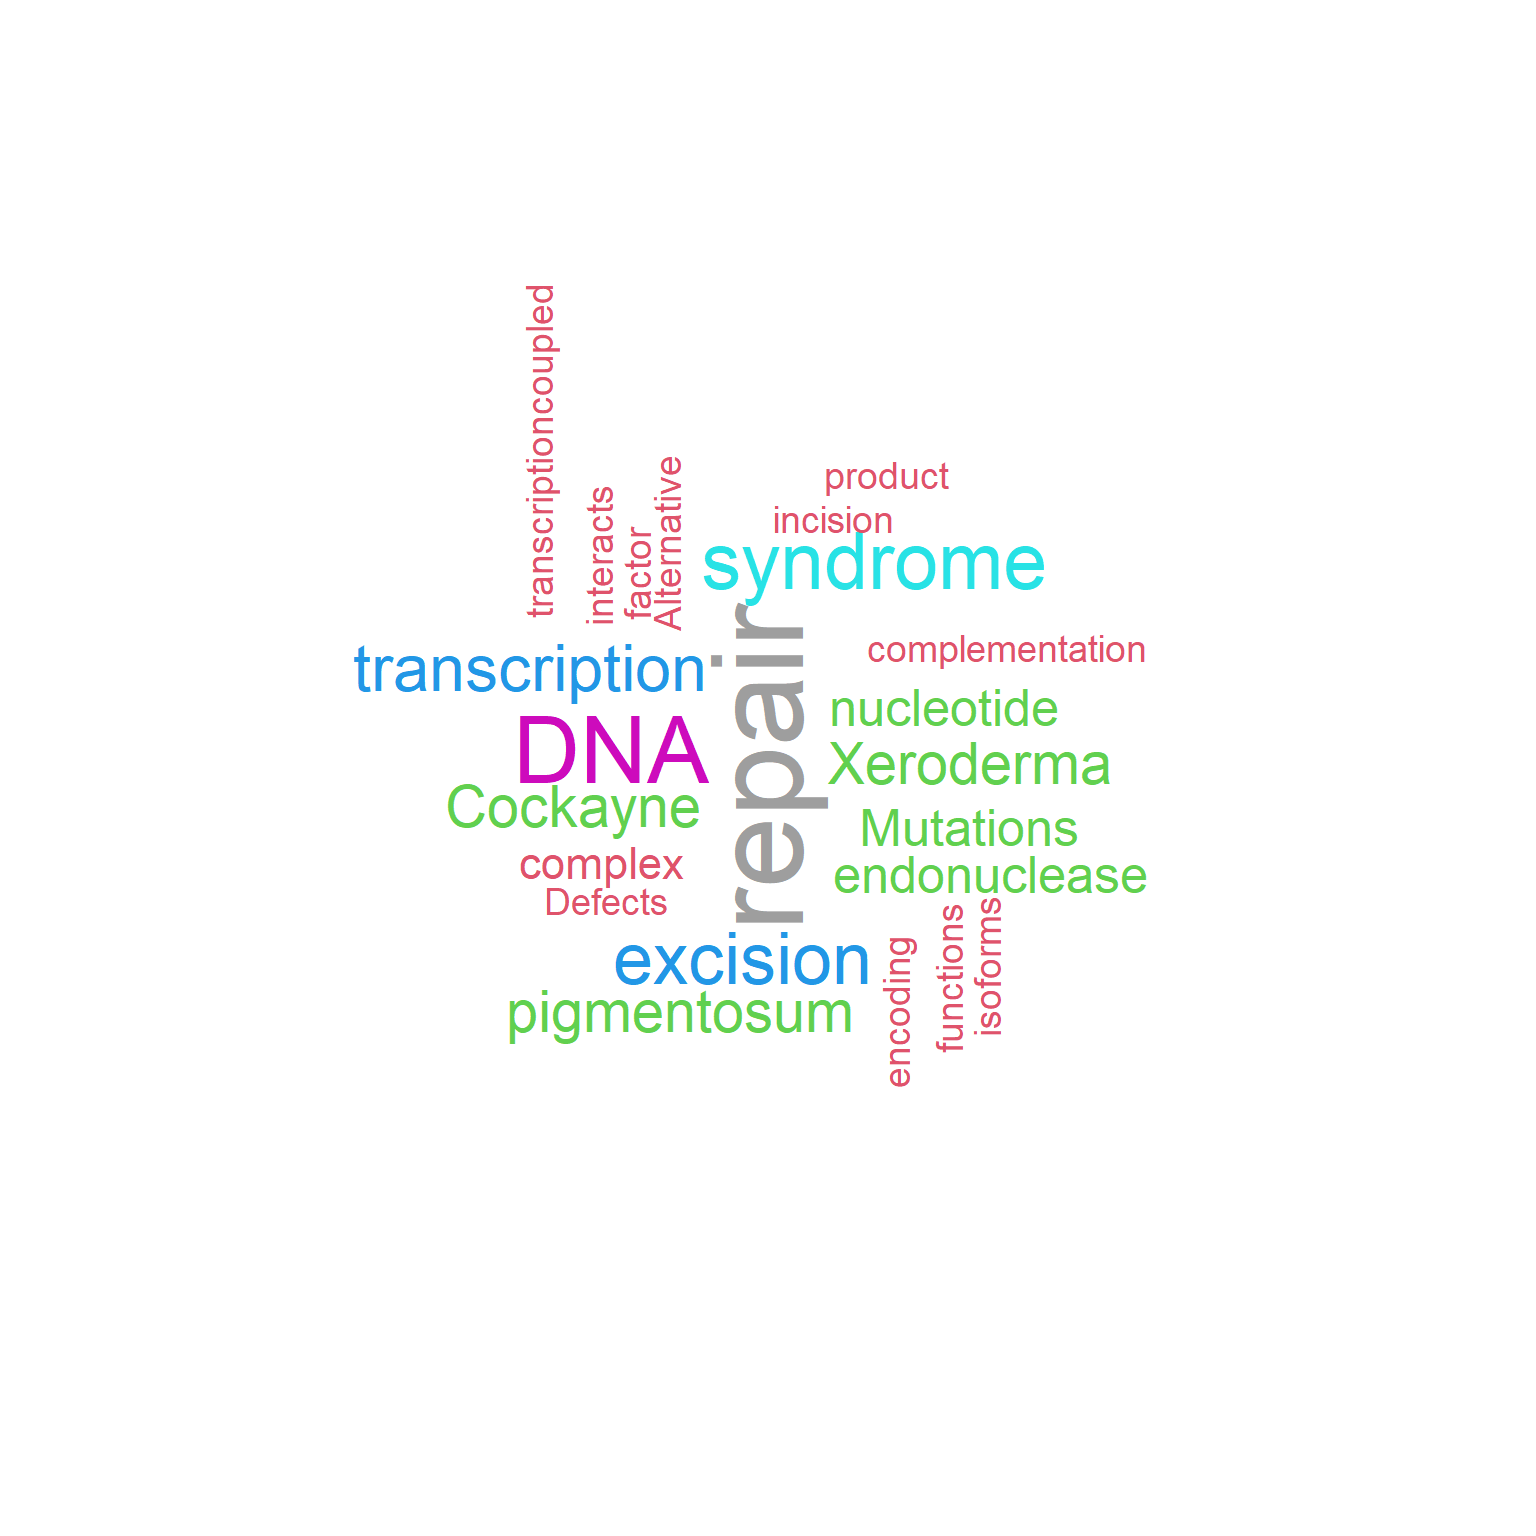 transcriptioncoupled
interacts
factor
Alternative
product
incision
syndrome
repair
complementation
transcription
nucleotide
DNA
Xeroderma
Cockayne
Mutations
complex
endonuclease
Defects
excision
encoding
functions
isoforms
pigmentosum